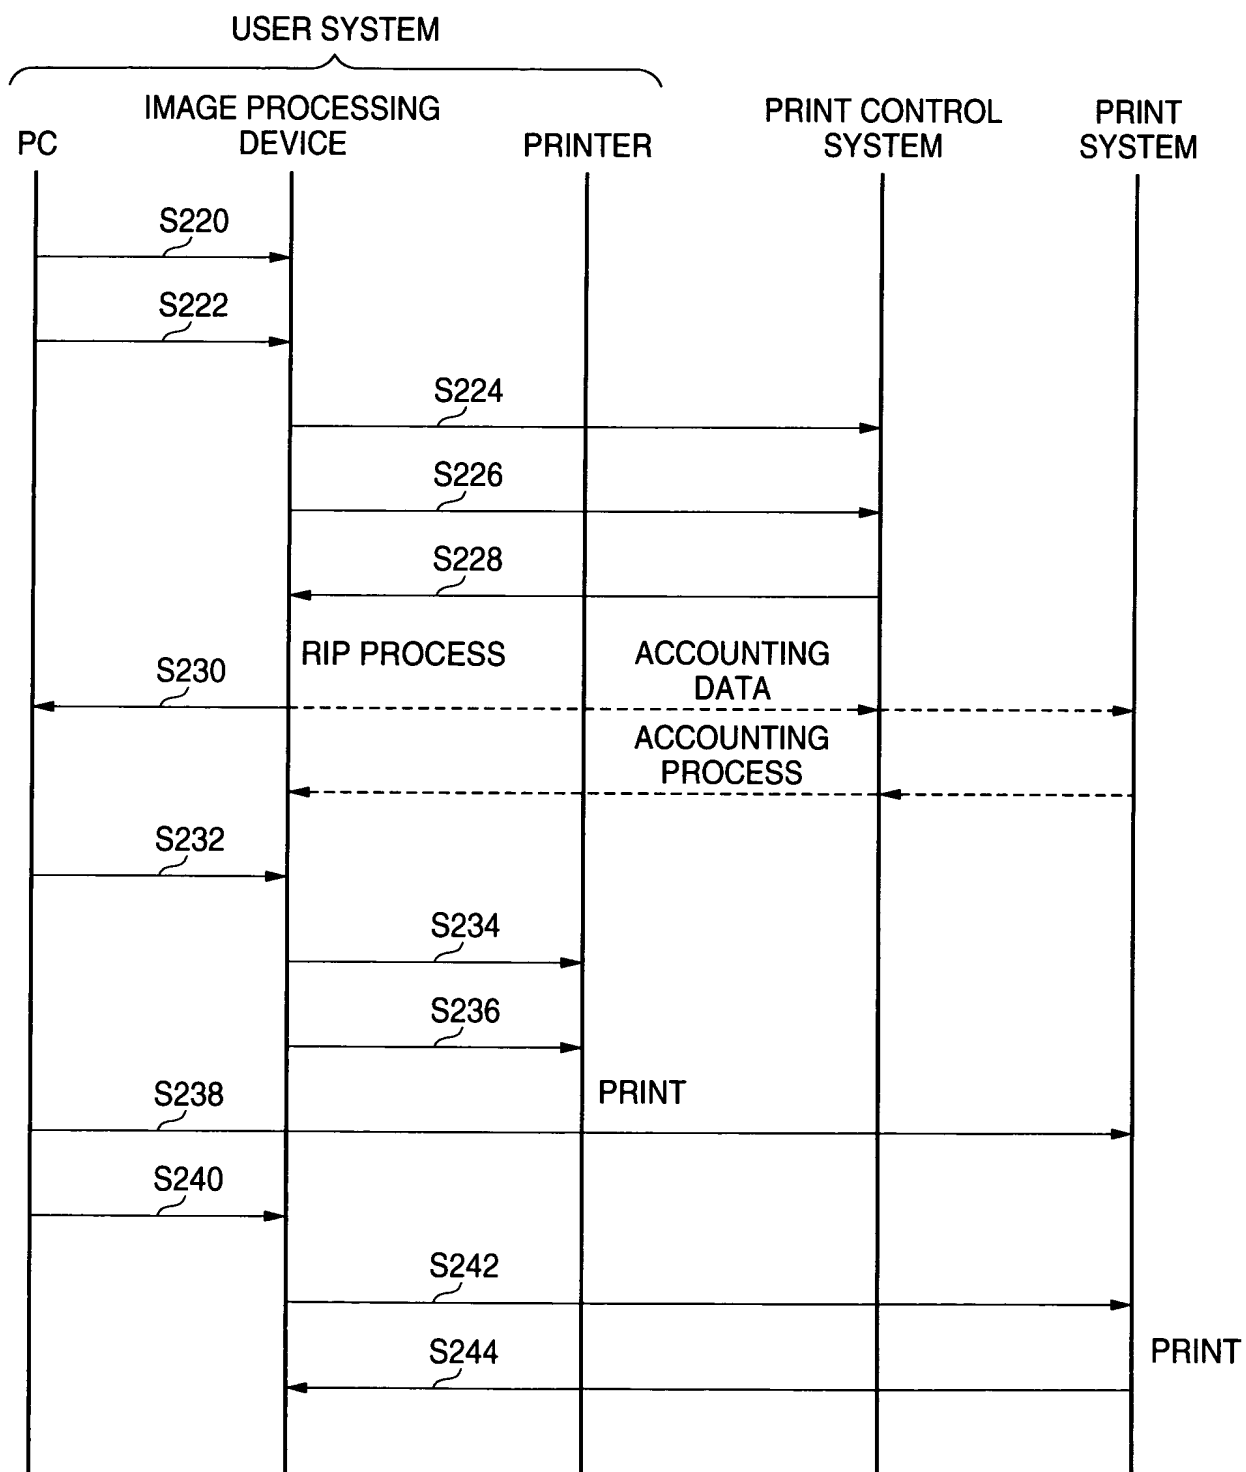 USER SYSTEM
PC
IMAGE PROCESSING
DEVICE
PRINTER
PRINT CONTROL
SYSTEM
PRINT
SYSTEM
S220
S222
S224
S226
S228
RIP PROCESS
ACCOUNTING
DATA
S230
ACCOUNTING
PROCESS
S232
S234
S236
PRINT
S238
S240
S242
PRINT
S244